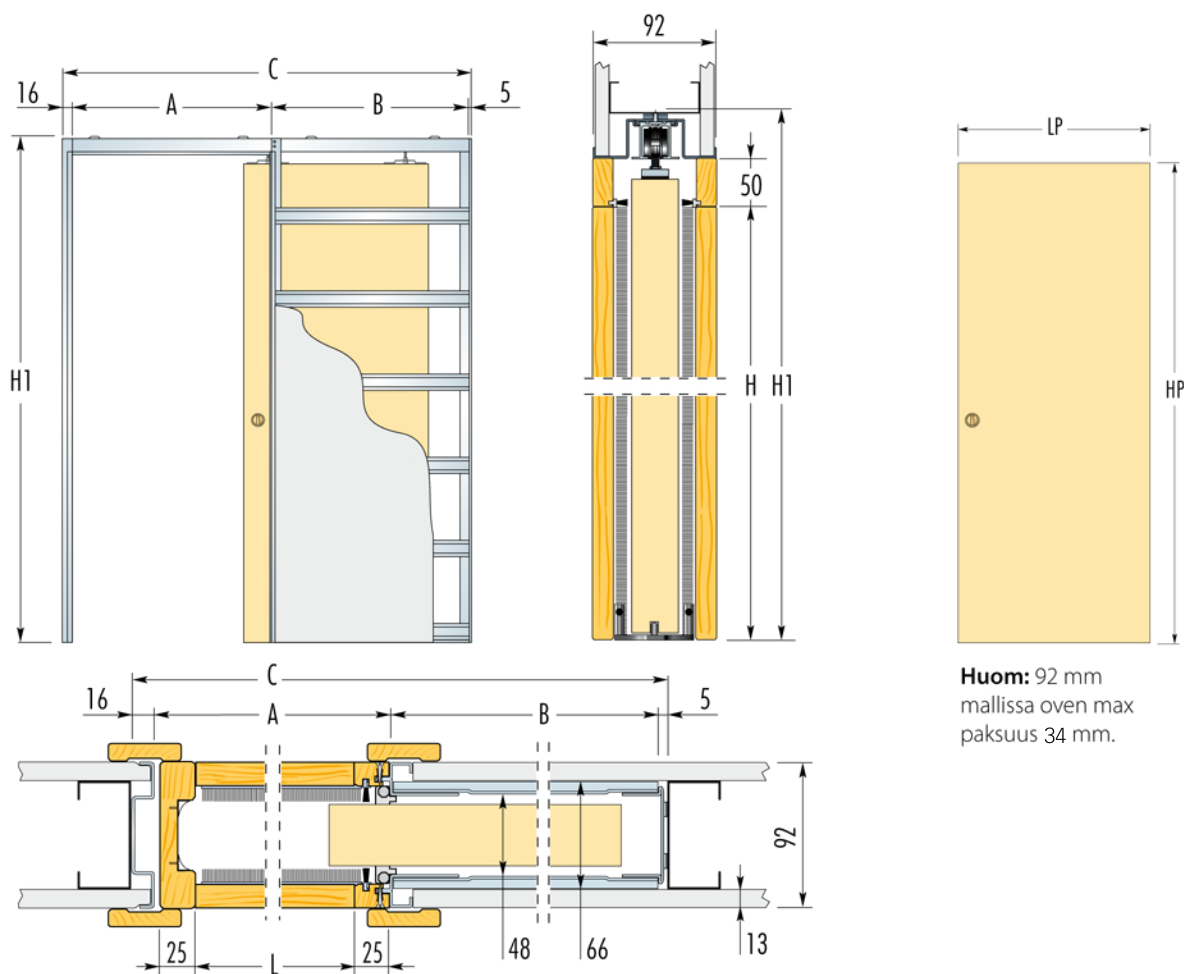 C
16
A
B
5
H1
92
50
H
H1
LP
HP
Huom: 92 mm
mallissa oven max
paksuus 34 mm.
C
16
A
B
5
92
25
L
25
48
66
13